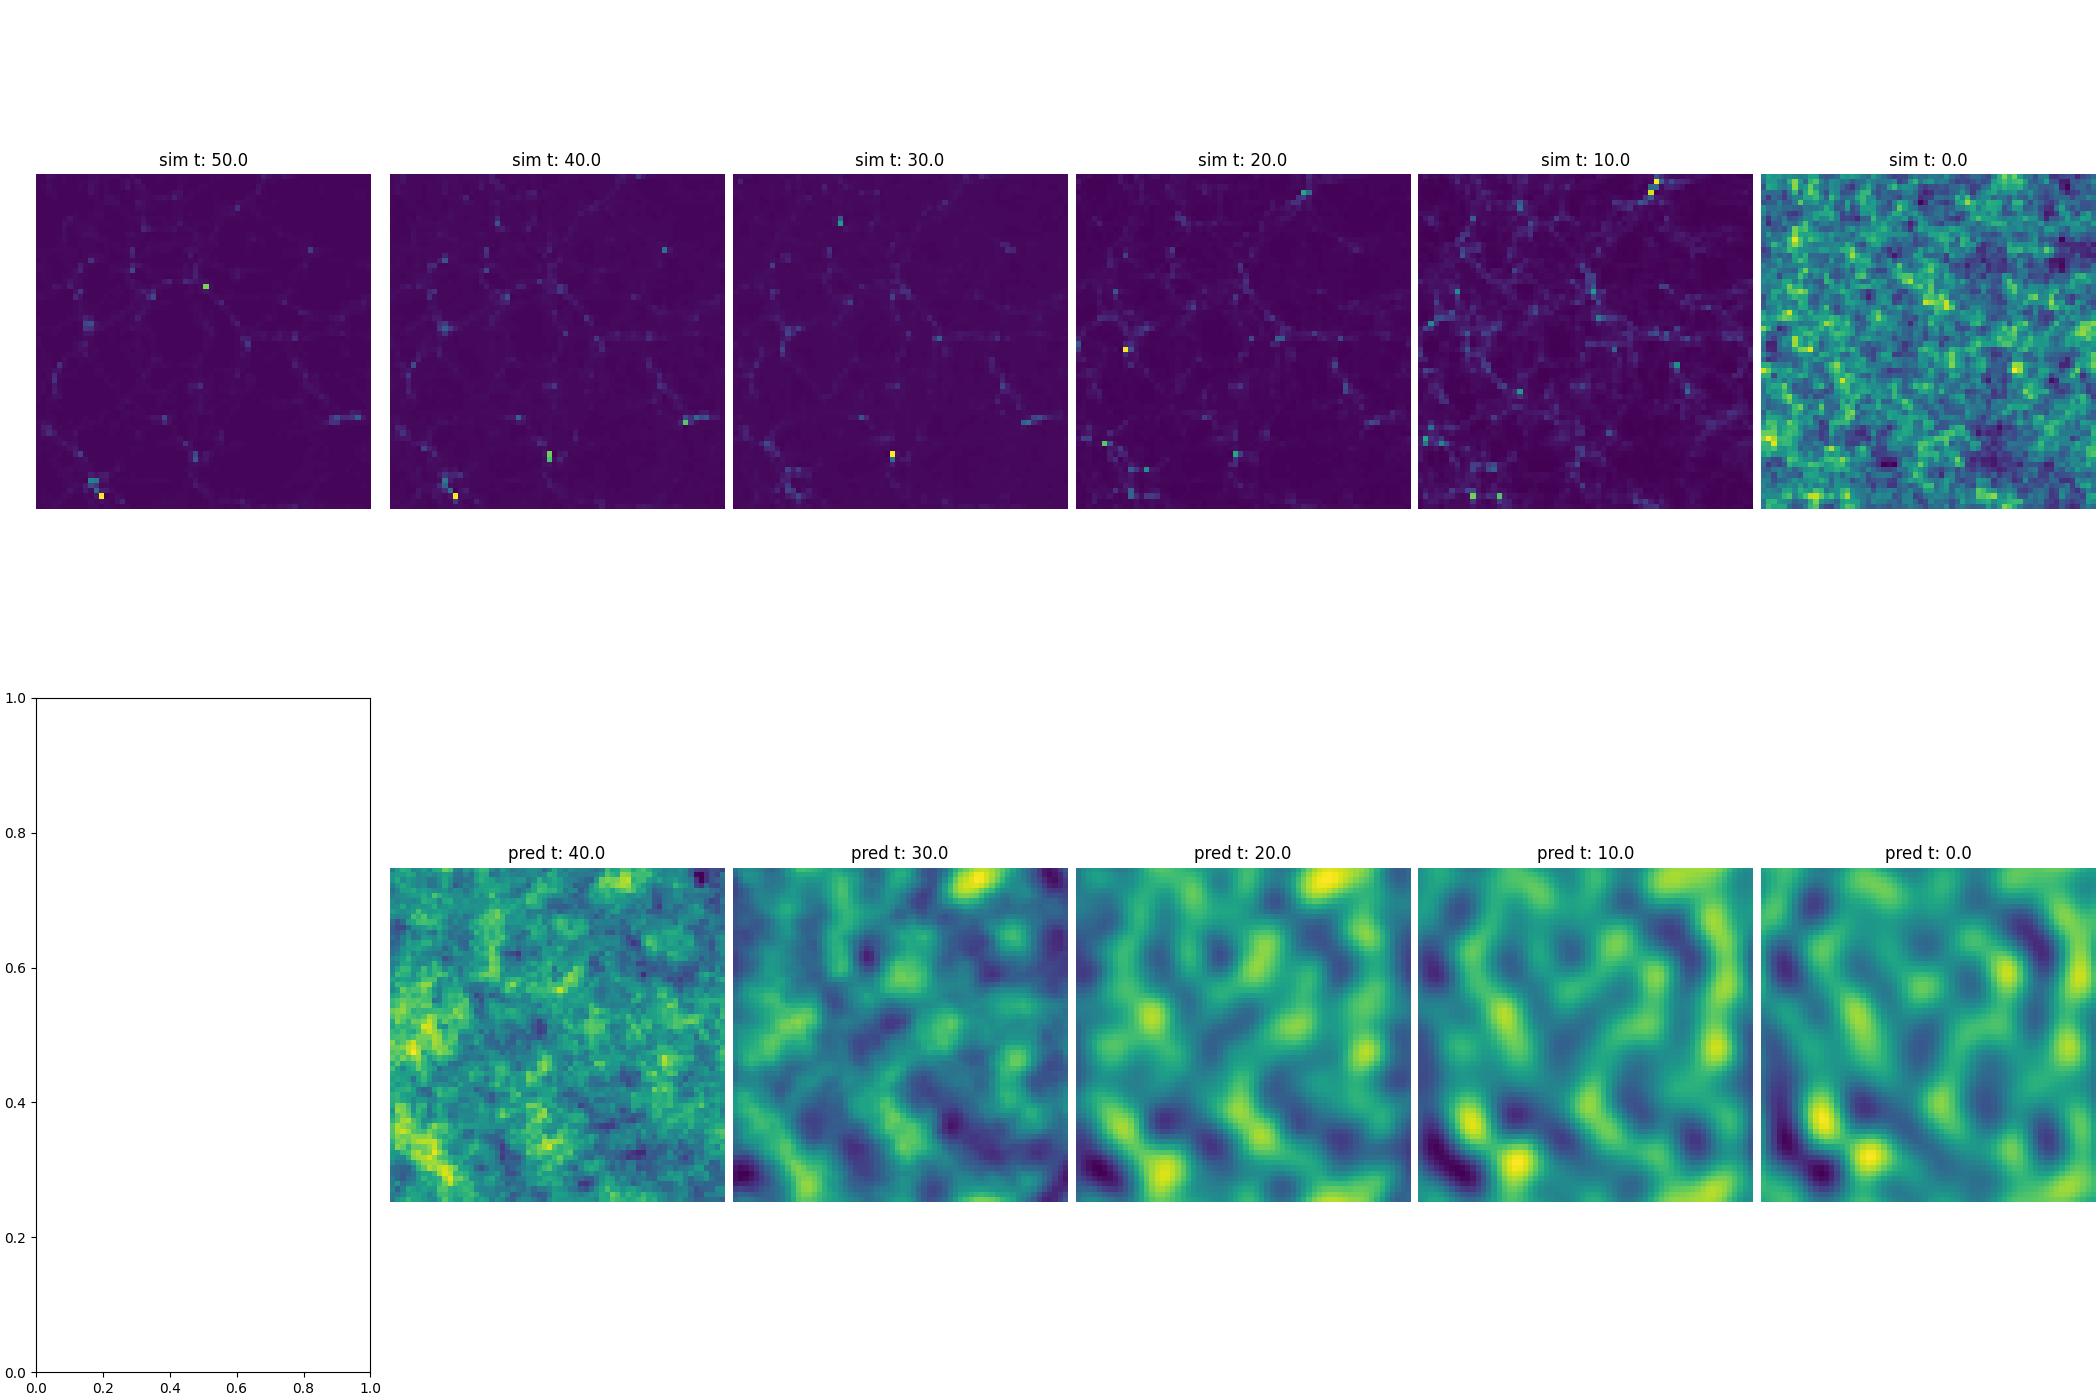 sim t: 50.0
sim t: 40.0
sim t: 30.0
sim t: 20.0
sim t: 10.0
sim t: 0.0
1.0
0.8
0.6
0.4
0.2
0.0
0.0 0.2 0.4 0.6 0.8 1.0
pred t: 40.0
pred t: 30.0
pred t: 20.0
pred t: 10.0
pred t: 0.0